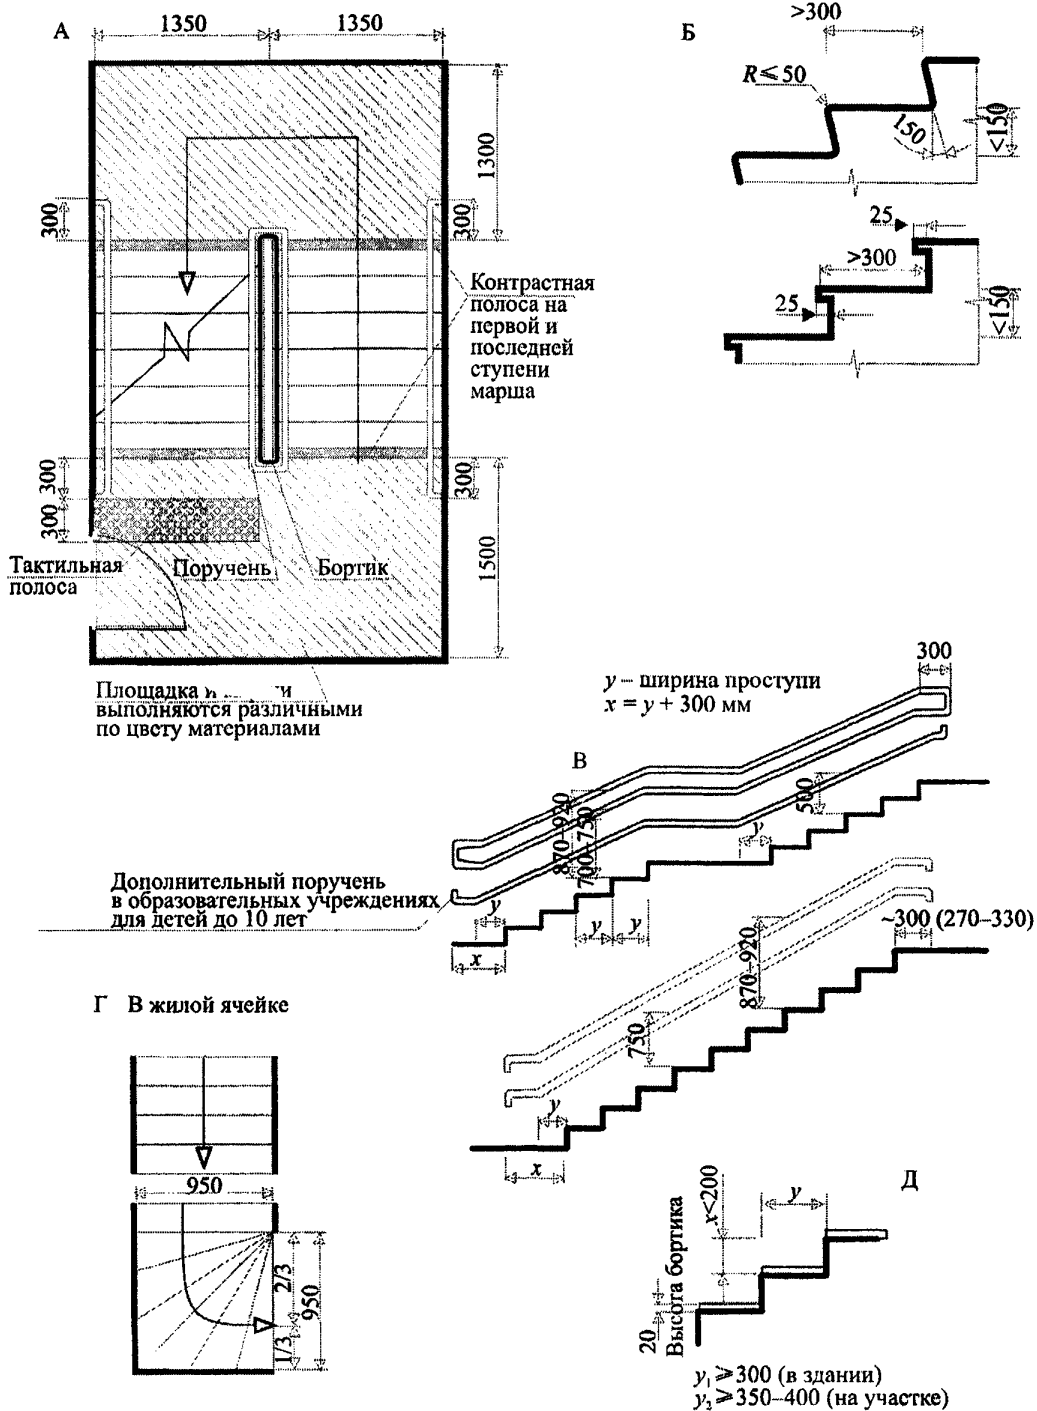 А
1350
1350
1300
300
300
Контрастная
полоса на
первой и
последней
ступени
марша
300
300
300
1500
Тактильная
полоса
Поручень
Бортик
Площадка и
выполняются различными
по цвету материалами
Б
>300
R⩽50
150
<150
25
>300
25
<150
y – ширина проступи
x = y + 300 мм
300
В
870–920
700–750
500
y
Дополнительный поручень
в образовательных учреждениях
для детей до 10 лет
y
x
y
y
~300 (270–330)
870–920
750
y
x
Г В жилой ячейке
950
2/3
1/3
950
Д
x<200
y
Высота бортика
20
y₁⩾300 (в здании)
y₂⩾350–400 (на участке)